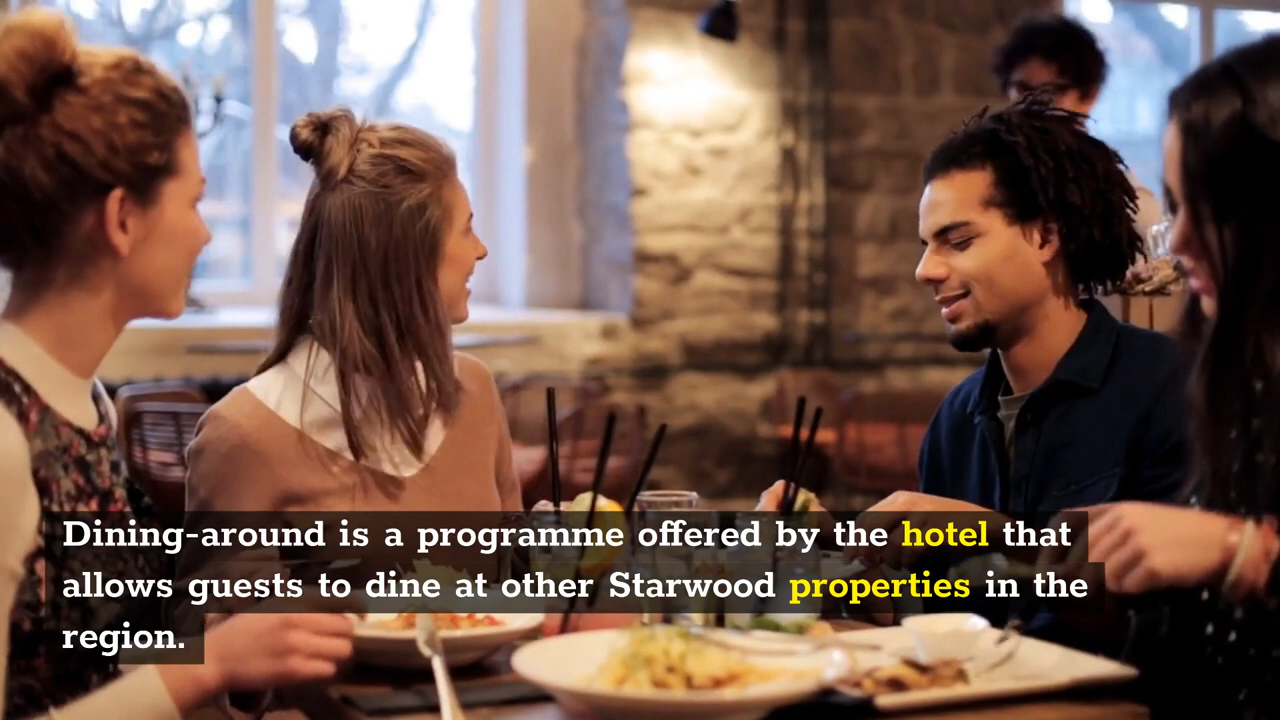 Dining-around is a programme offered by the hotel that
allows guests to dine at other Starwood properties in the
region.